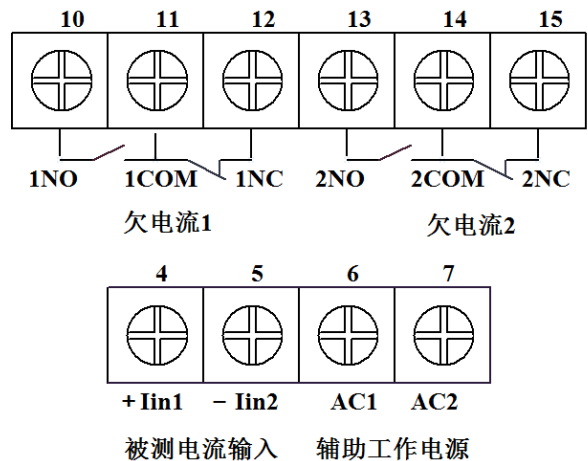 10 11 12 13 14 15
1NO 1COM 1NC 2NO 2COM 2NC
欠电流1 欠电流2
4 5 6 7
+Iin1 − Iin2 AC1 AC2
被测电流输入 辅助工作电源